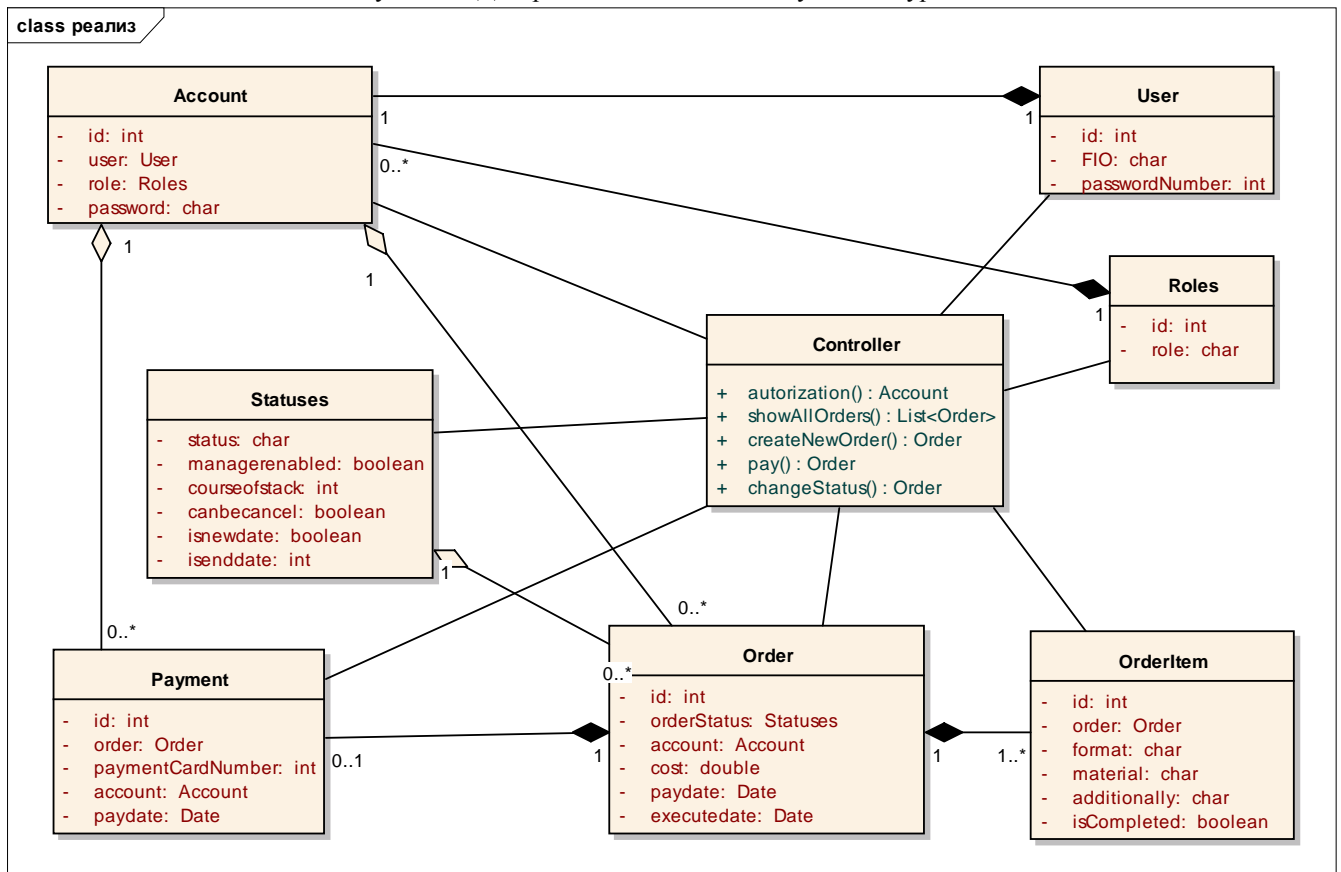 class реализ
Account
- id: int
- user: User
- role: Roles
- password: char
User
- id: int
- FIO: char
- passwordNumber: int
1
1
0..*
1
1
1
Roles
- id: int
- role: char
Controller
+ autorization() : Account
+ showAllOrders() : List<Order>
+ createNewOrder() : Order
+ pay() : Order
+ changeStatus() : Order
Statuses
- status: char
- managerenabled: boolean
- courseofstack: int
- canbecancel: boolean
- isnewdate: boolean
- isenddate: int
1
0..*
0..*
0..*
Payment
- id: int
- order: Order
- paymentCardNumber: int
- account: Account
- paydate: Date
0..1
1
Order
- id: int
- orderStatus: Statuses
- account: Account
- cost: double
- paydate: Date
- executedate: Date
1
1..*
OrderItem
- id: int
- order: Order
- format: char
- material: char
- additionally: char
- isCompleted: boolean